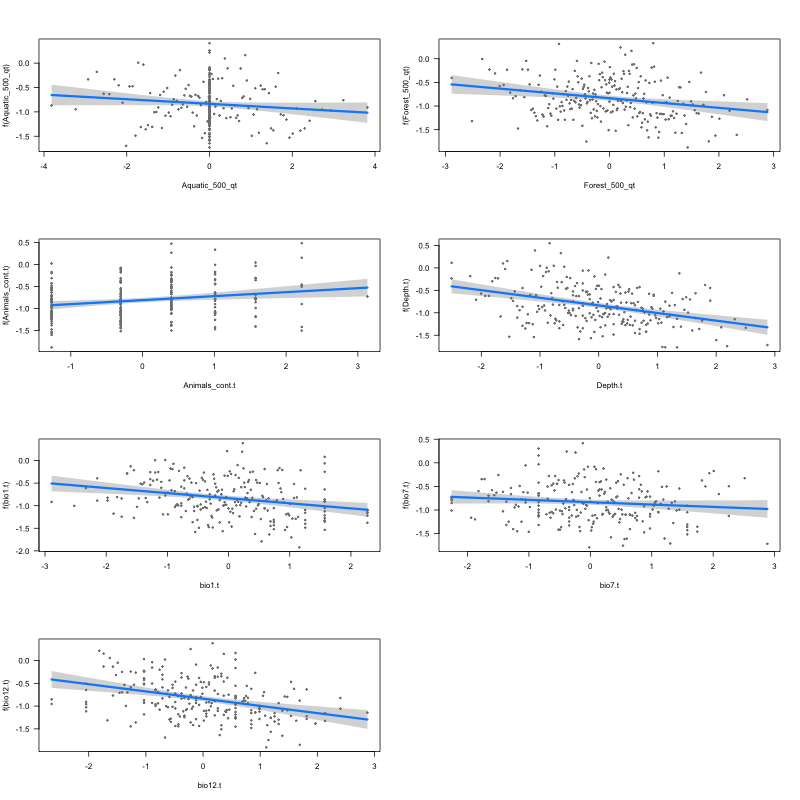 f(Aquatic_500_qt)
0.0
-0.5
-1.0
-1.5
-4 -2 0 2 4
Aquatic_500_qt
f(Forest_500_qt)
0.0
-0.5
-1.0
-1.5
-3 -2 -1 0 1 2 3
Forest_500_qt
f(Animals_cont.t)
0.5
0.0
-0.5
-1.0
-1.5
-1 0 1 2 3
Animals_cont.t
f(Depth.t)
0.5
0.0
-0.5
-1.0
-1.5
-2 -1 0 1 2 3
Depth.t
f(bio1.t)
0.5
0.0
-0.5
-1.0
-1.5
-2.0
-3 -2 -1 0 1 2
bio1.t
f(bio7.t)
0.5
0.0
-0.5
-1.0
-1.5
-2 -1 0 1 2 3
bio7.t
f(bio12.t)
0.0
-0.5
-1.0
-1.5
-2 -1 0 1 2 3
bio12.t